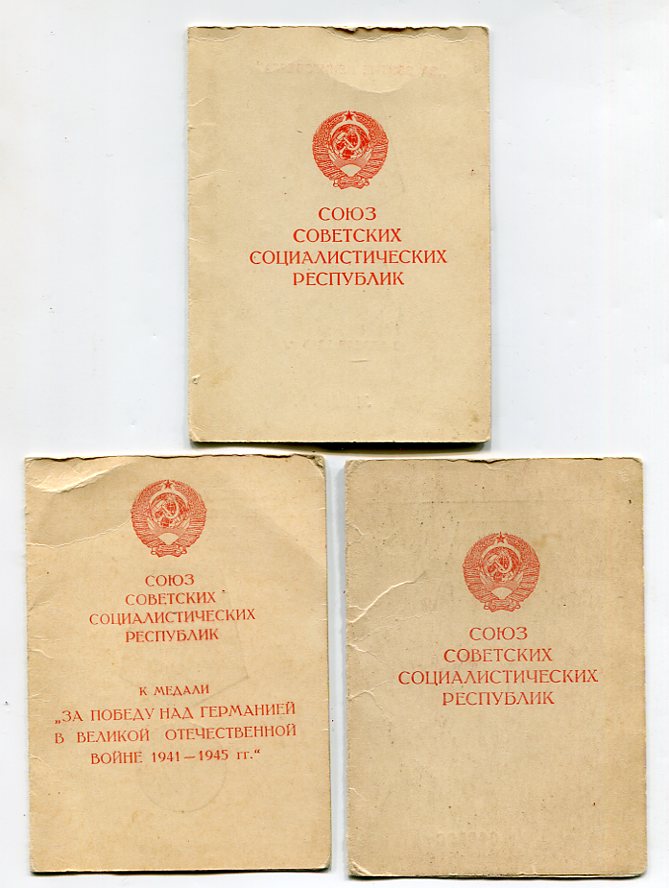 СОЮЗ
СОВЕТСКИХ
СОЦИАЛИСТИЧЕСКИХ
РЕСПУБЛИК
СОЮЗ
СОВЕТСКИХ
СОЦИАЛИСТИЧЕСКИХ
РЕСПУБЛИК
К МЕДАЛИ
„ЗА ПОБЕДУ НАД ГЕРМАНИЕЙ
В ВЕЛИКОЙ ОТЕЧЕСТВЕННОЙ
ВОЙНЕ 1941—1945 гг.“
СОЮЗ
СОВЕТСКИХ
СОЦИАЛИСТИЧЕСКИХ
РЕСПУБЛИК